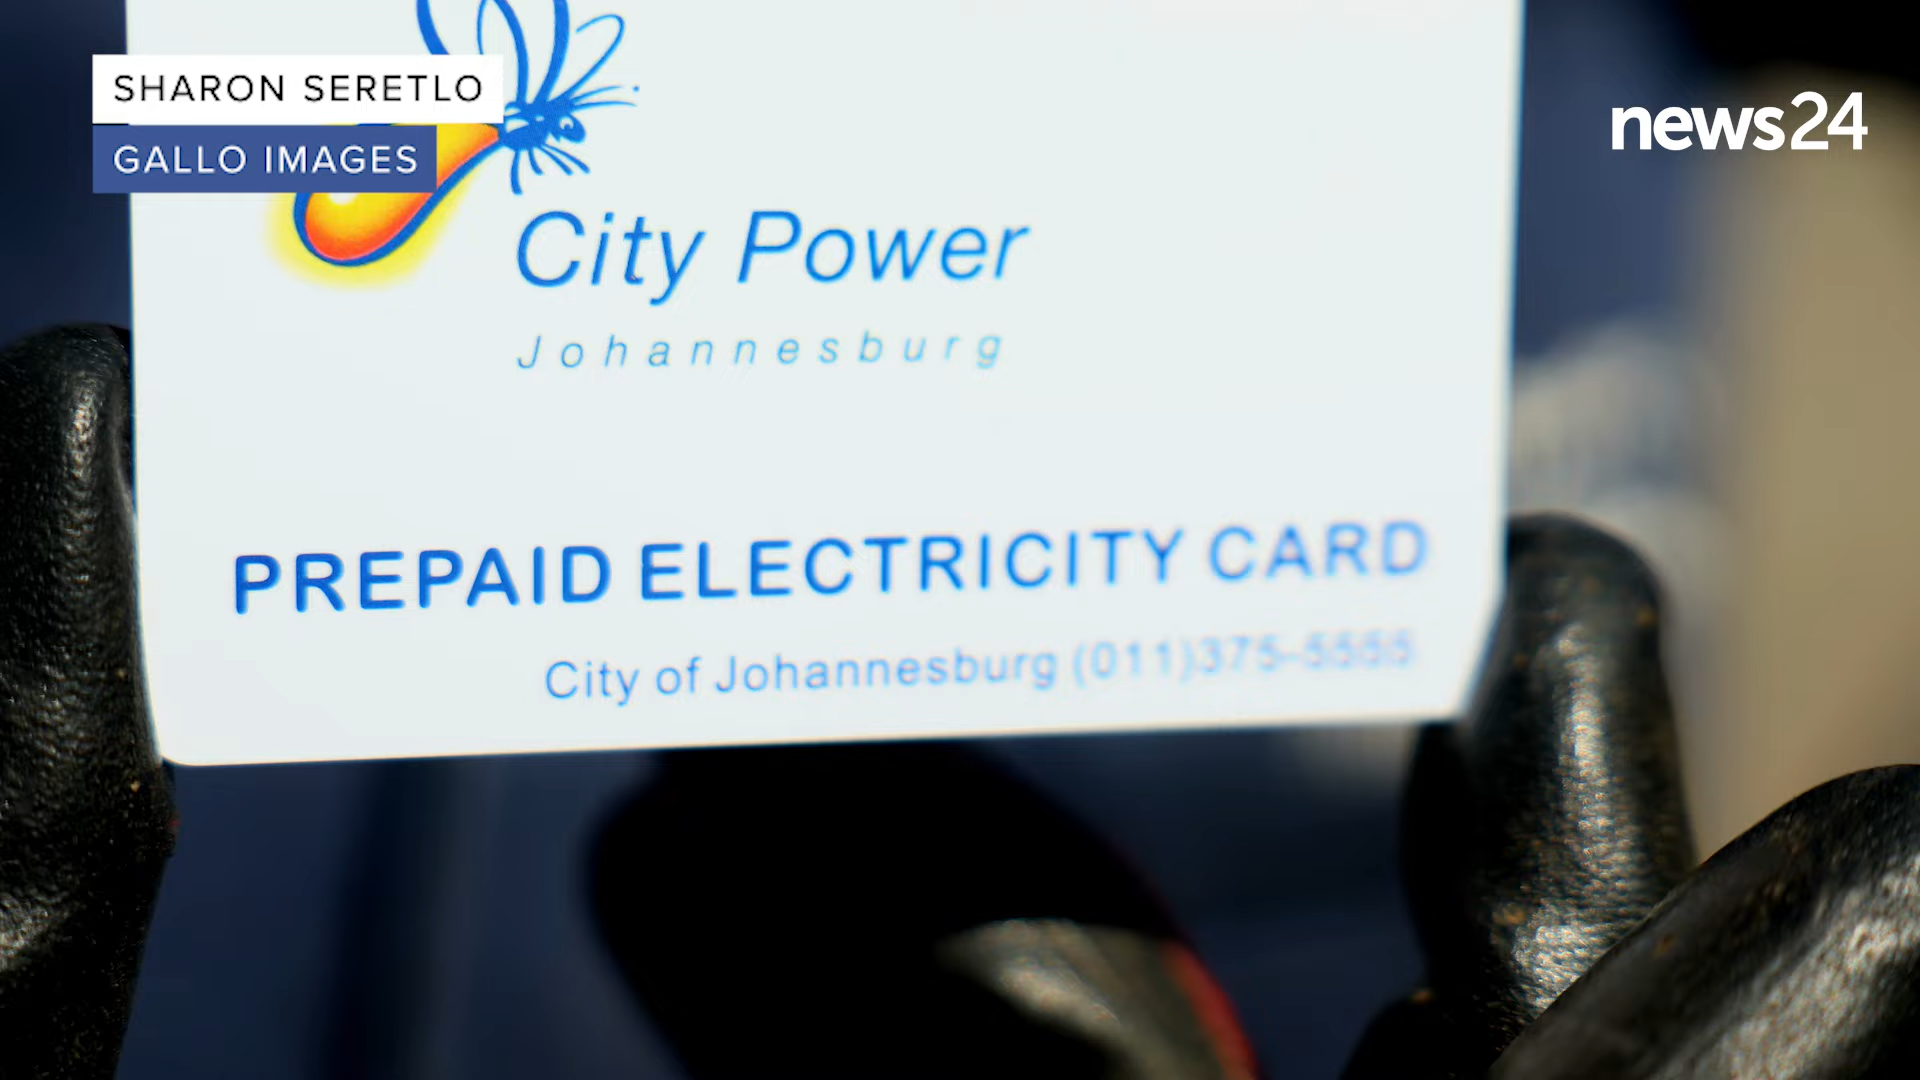 SHARON SERETLO
GALLO IMAGES
news24
City Power
Johannesburg
PREPAID ELECTRICITY CARD
City of Johannesburg (011)375-5555